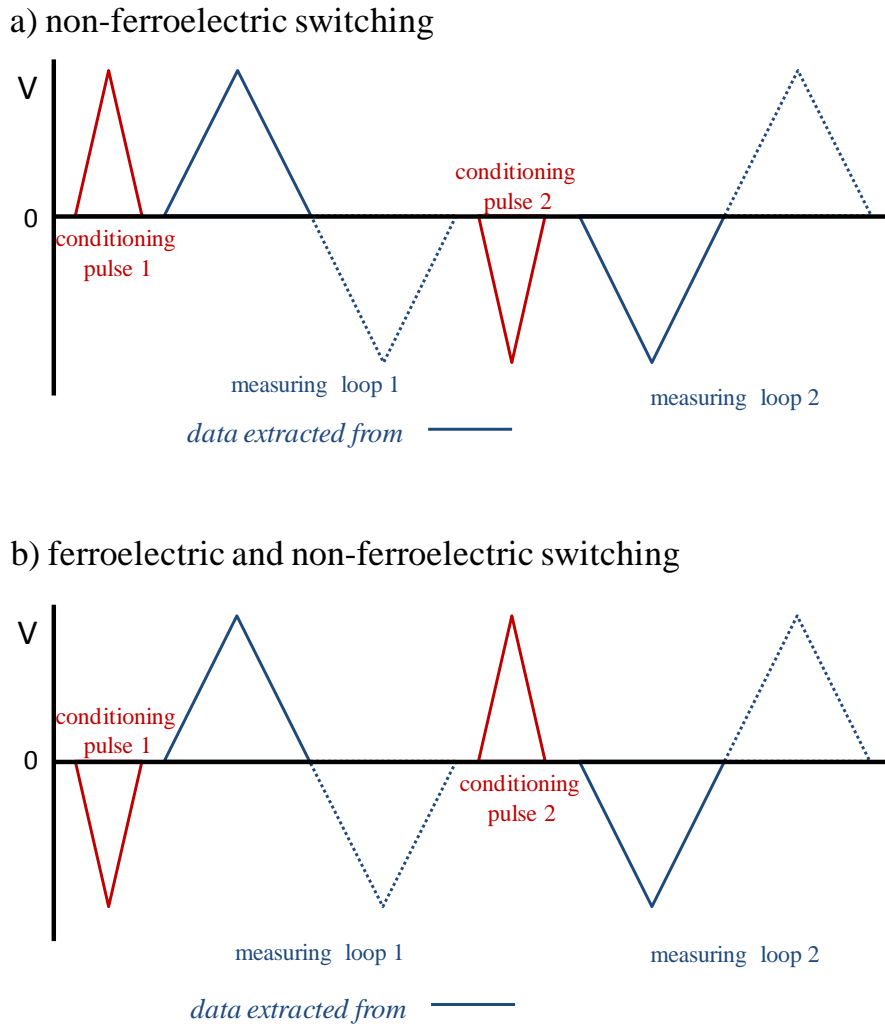 a) non-ferroelectric switching
V
conditioning
pulse 2
0
conditioning
pulse 1
measuring loop 1
measuring loop 2
data extracted from
b) ferroelectric and non-ferroelectric switching
V
conditioning
pulse 1
0
conditioning
pulse 2
measuring loop 1
measuring loop 2
data extracted from